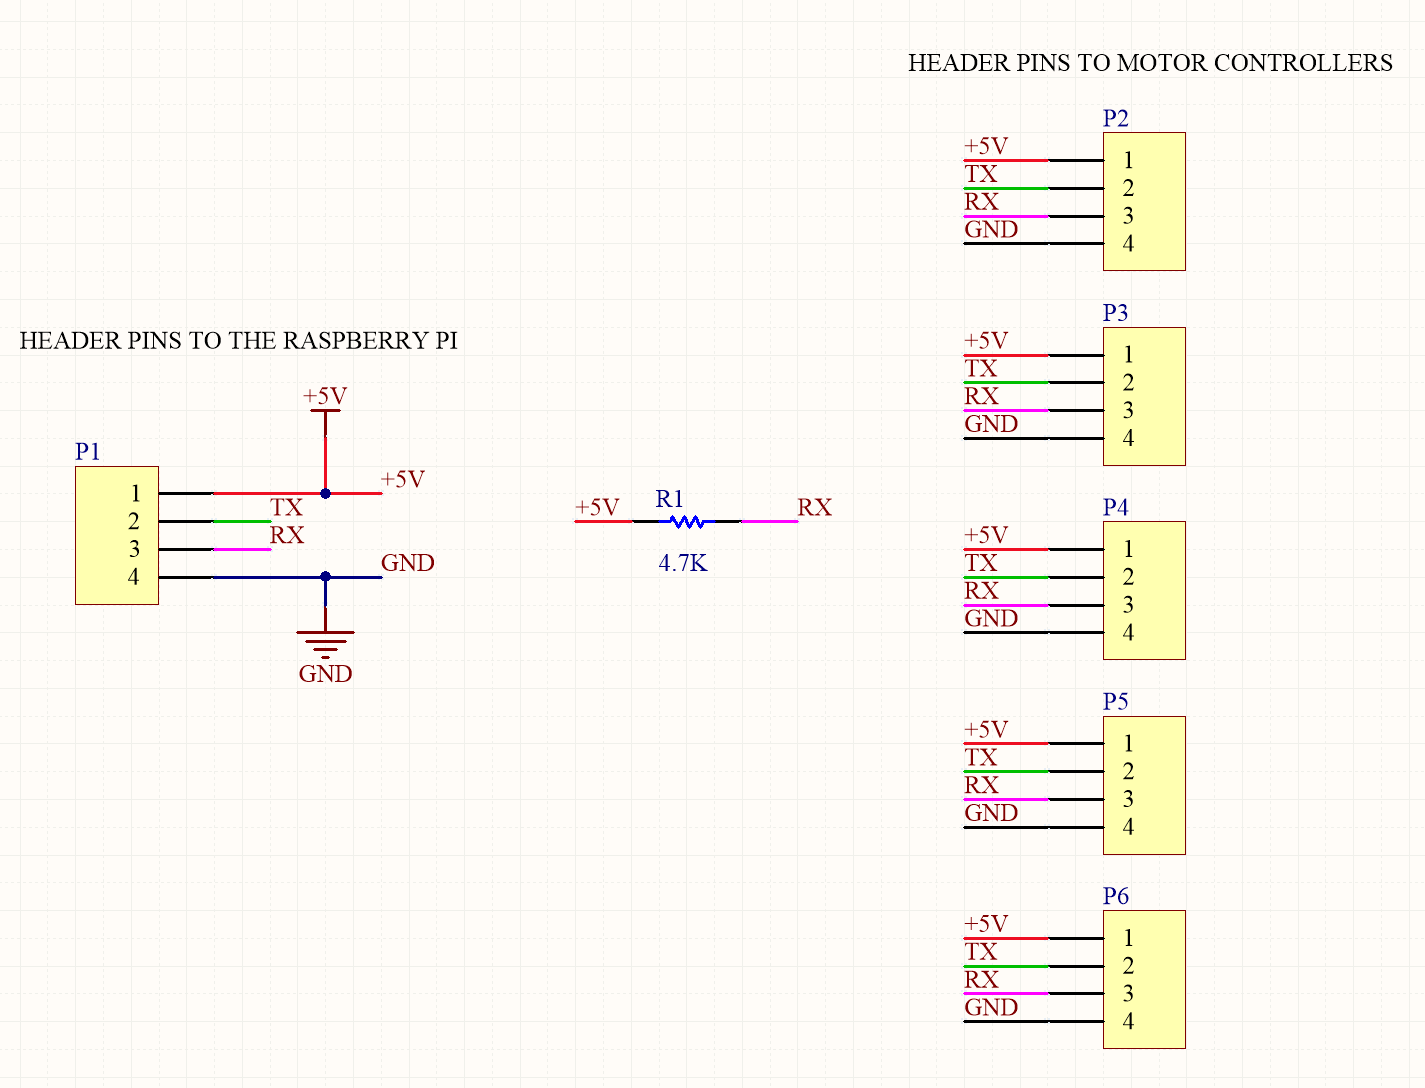 HEADER PINS TO MOTOR CONTROLLERS
P2
+5V 1
TX 2
RX 3
GND 4
P3
+5V 1
TX 2
RX 3
GND 4
HEADER PINS TO THE RASPBERRY PI
+5V
P1
1 +5V
2 TX
3 RX
4 GND
GND
+5V R1 RX
4.7K
P4
+5V 1
TX 2
RX 3
GND 4
P5
+5V 1
TX 2
RX 3
GND 4
P6
+5V 1
TX 2
RX 3
GND 4